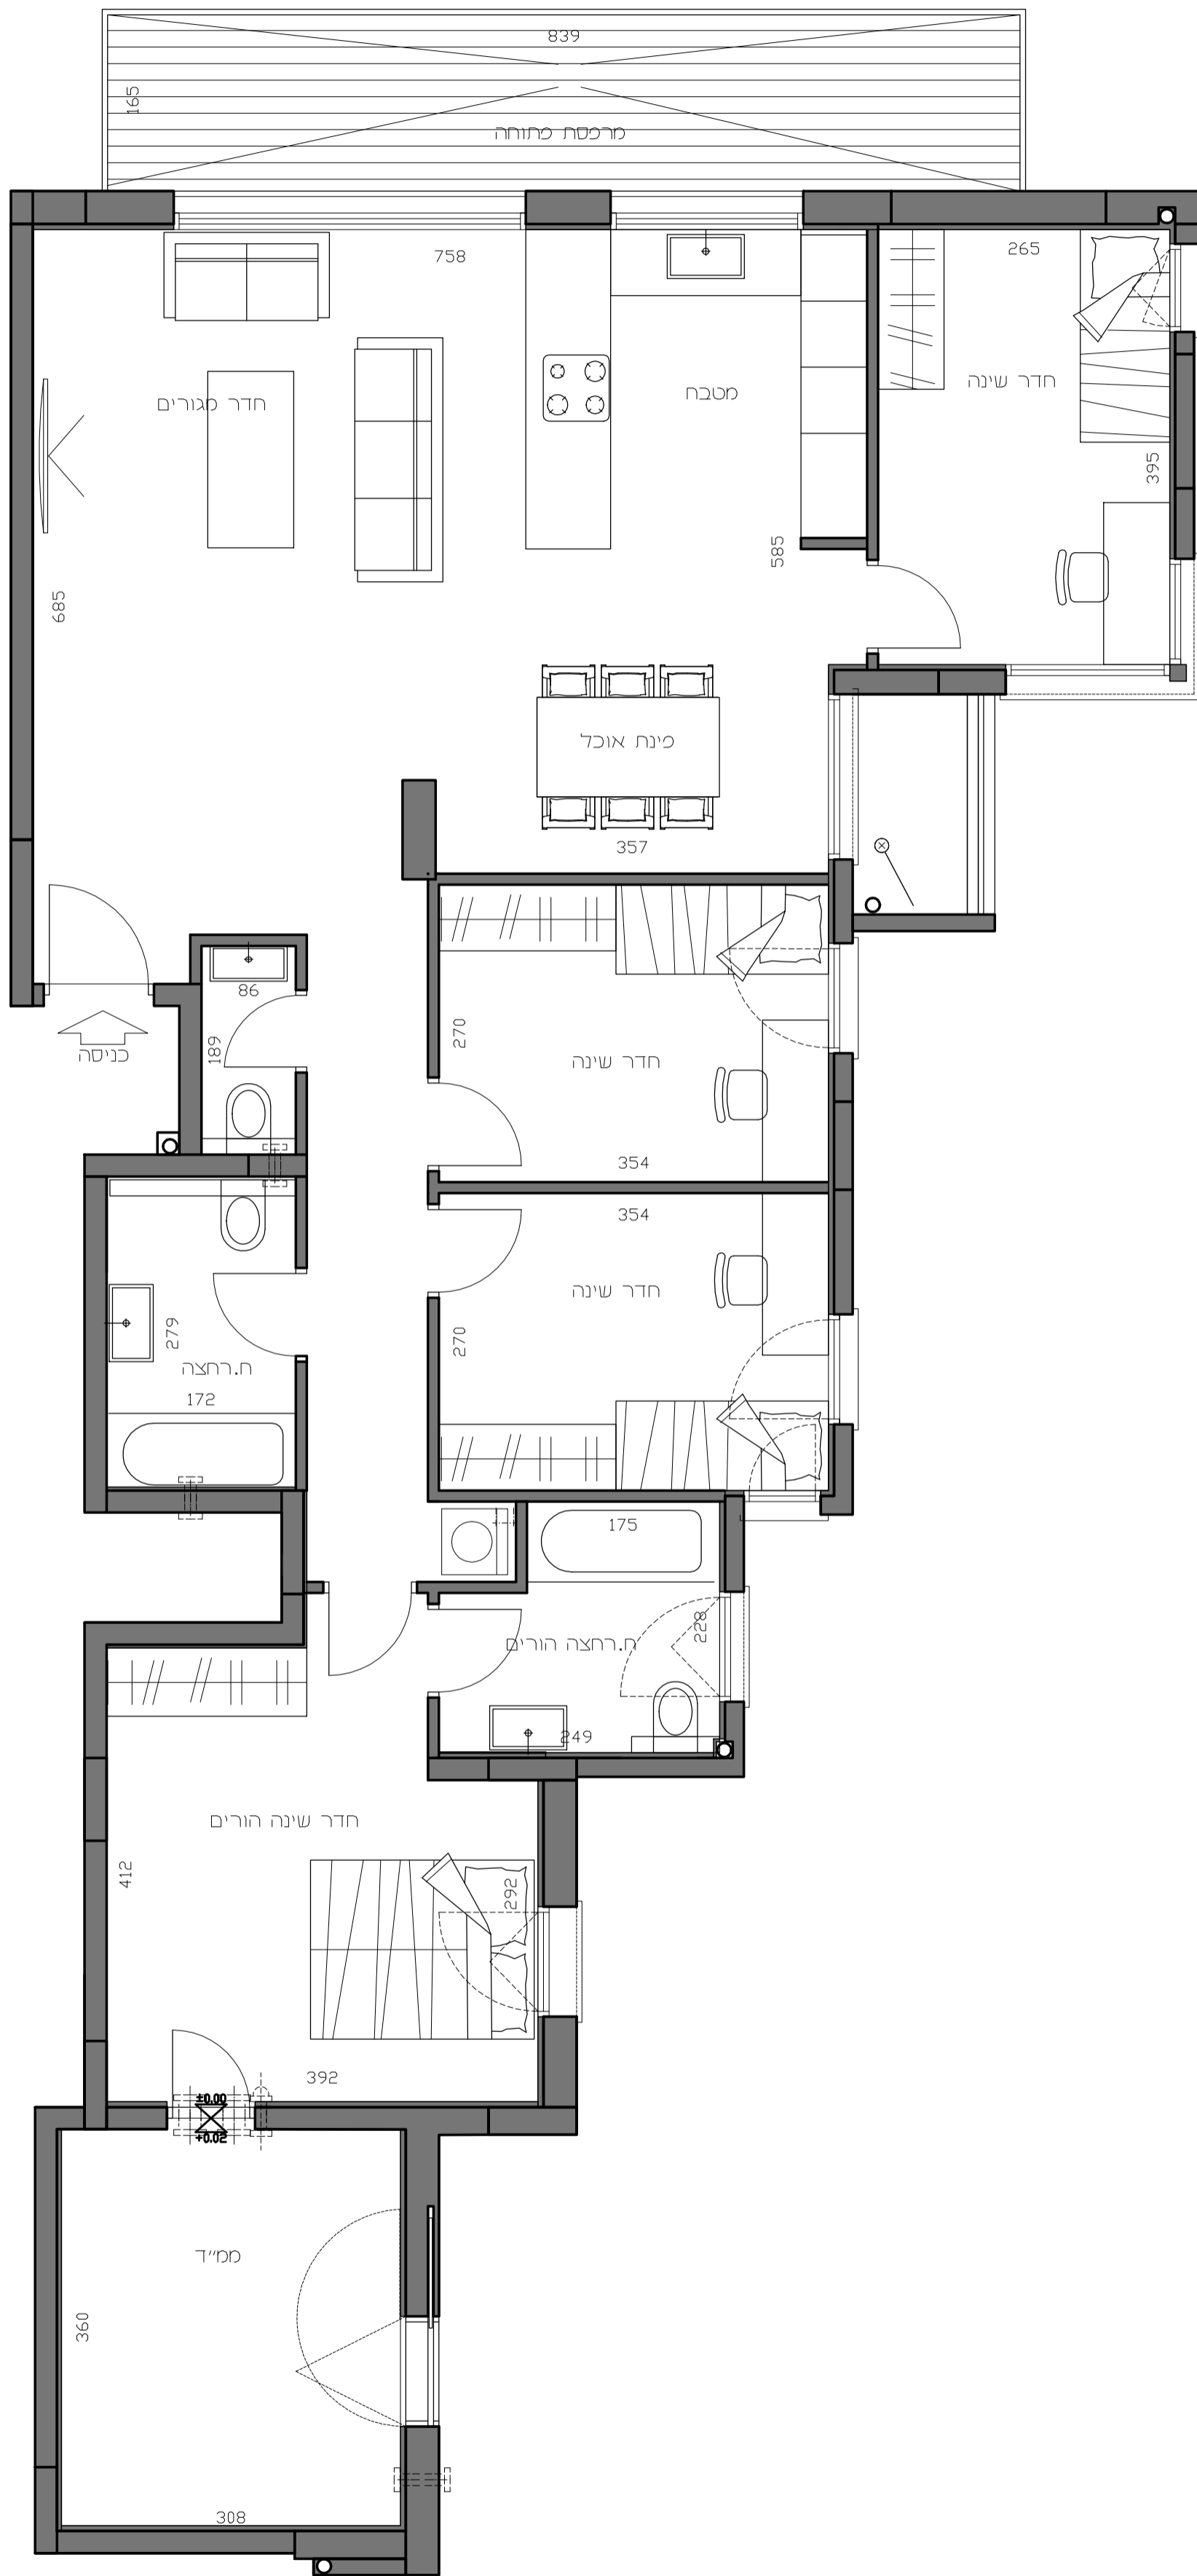 839
165
מרפסת פתוחה
758
265
חדר שינה
חדר מגורים
מטבח
395
585
685
פינת אוכל
357
86
189
כניסה
270
חדר שינה
354
354
חדר שינה
270
279
ח.רחצה
172
175
228
ח.רחצה הורים
249
חדר שינה הורים
412
292
392
±0.00
+0.02
ממ״ד
360
308